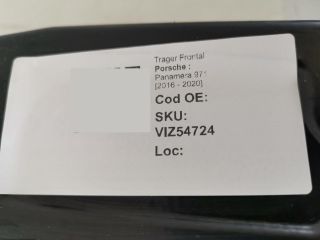 Trager Frontal
Porsche :
Panamera 971
[2016 - 2020]
Cod OE:
SKU:
VIZ54724
Loc: